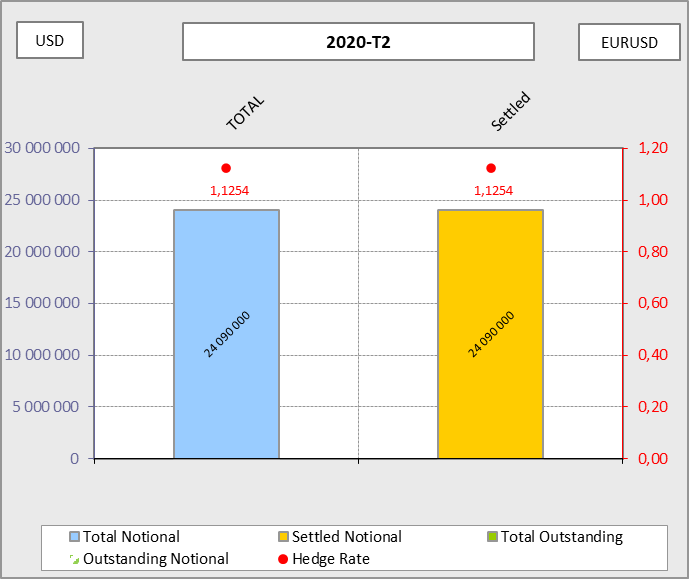 USD
2020-T2
EURUSD
TOTAL
Settled
30 000 000
1,20
1,1254
1,1254
25 000 000
1,00
20 000 000
0,80
24 090 000
24 090 000
15 000 000
0,60
10 000 000
0,40
5 000 000
0,20
0
0,00
Total Notional
Settled Notional
Total Outstanding
Outstanding Notional
Hedge Rate